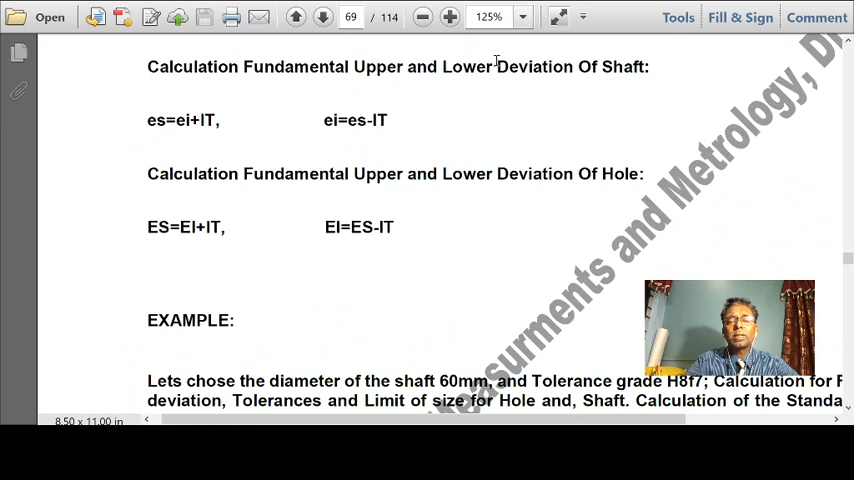 Open
69
/ 114
125%
Tools
Fill & Sign
Comment
Calculation Fundamental Upper and Lower Deviation Of Shaft:
es=ei+IT, ei=es-IT
Calculation Fundamental Upper and Lower Deviation Of Hole:
ES=EI+IT, EI=ES-IT
EXAMPLE:
Lets chose the diameter of the shaft 60mm, and Tolerance grade H8f7; Calculation for F
deviation, Tolerances and Limit of size for Hole and, Shaft. Calculation of the Standa
easurments and Metrology, D
8.50 x 11.00 in